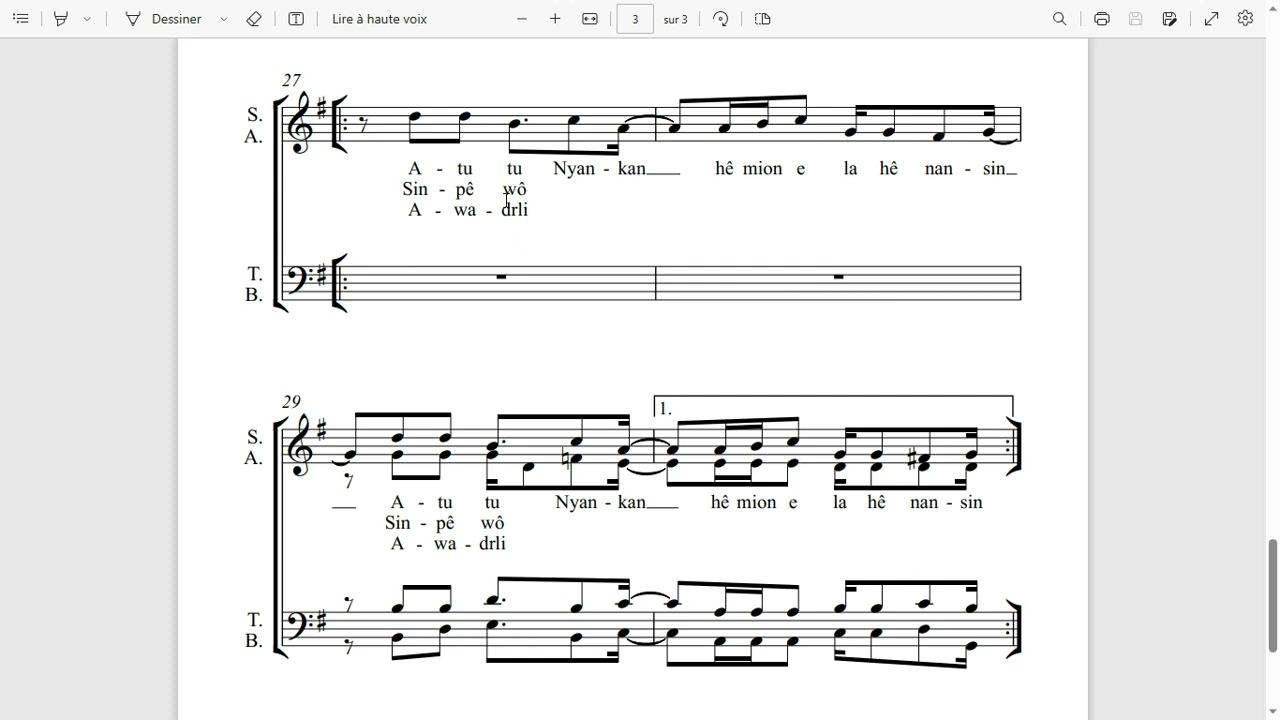 Dessiner
Lire à haute voix
3
sur 3
27
S.
A.
A - tu tu Nyan - kan hê mion e la hê nan - sin
Sin - pê wô
A - wa - drli
T.
B.
29
1.
S.
A.
A - tu tu Nyan - kan hê mion e la hê nan - sin
Sin - pê wô
A - wa - drli
T.
B.